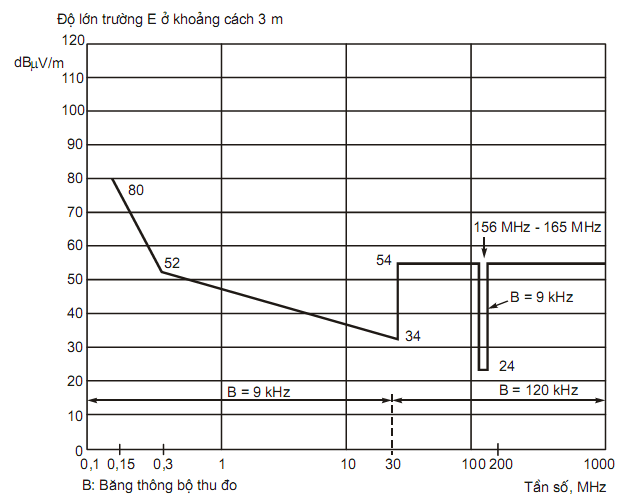 Độ lớn trường E ở khoảng cách 3 m
120
dBµV/m
110
100
90
80
80
70
156 MHz - 165 MHz
60
52
54
50
B = 9 kHz
40
34
30
24
20
B = 9 kHz
B = 120 kHz
10
0
0,1 0,15 0,3 1 10 30 100 200 1000
B: Băng thông bộ thu đo
Tần số, MHz